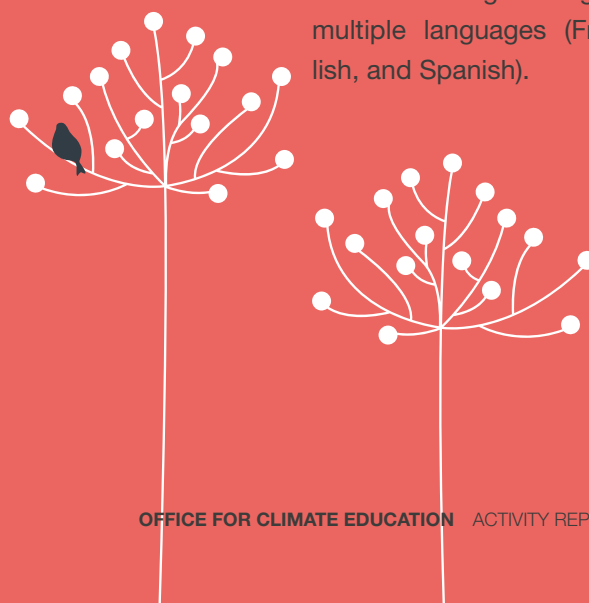 multiple languages (Fr
lish, and Spanish).
OFFICE FOR CLIMATE EDUCATION ACTIVITY REP